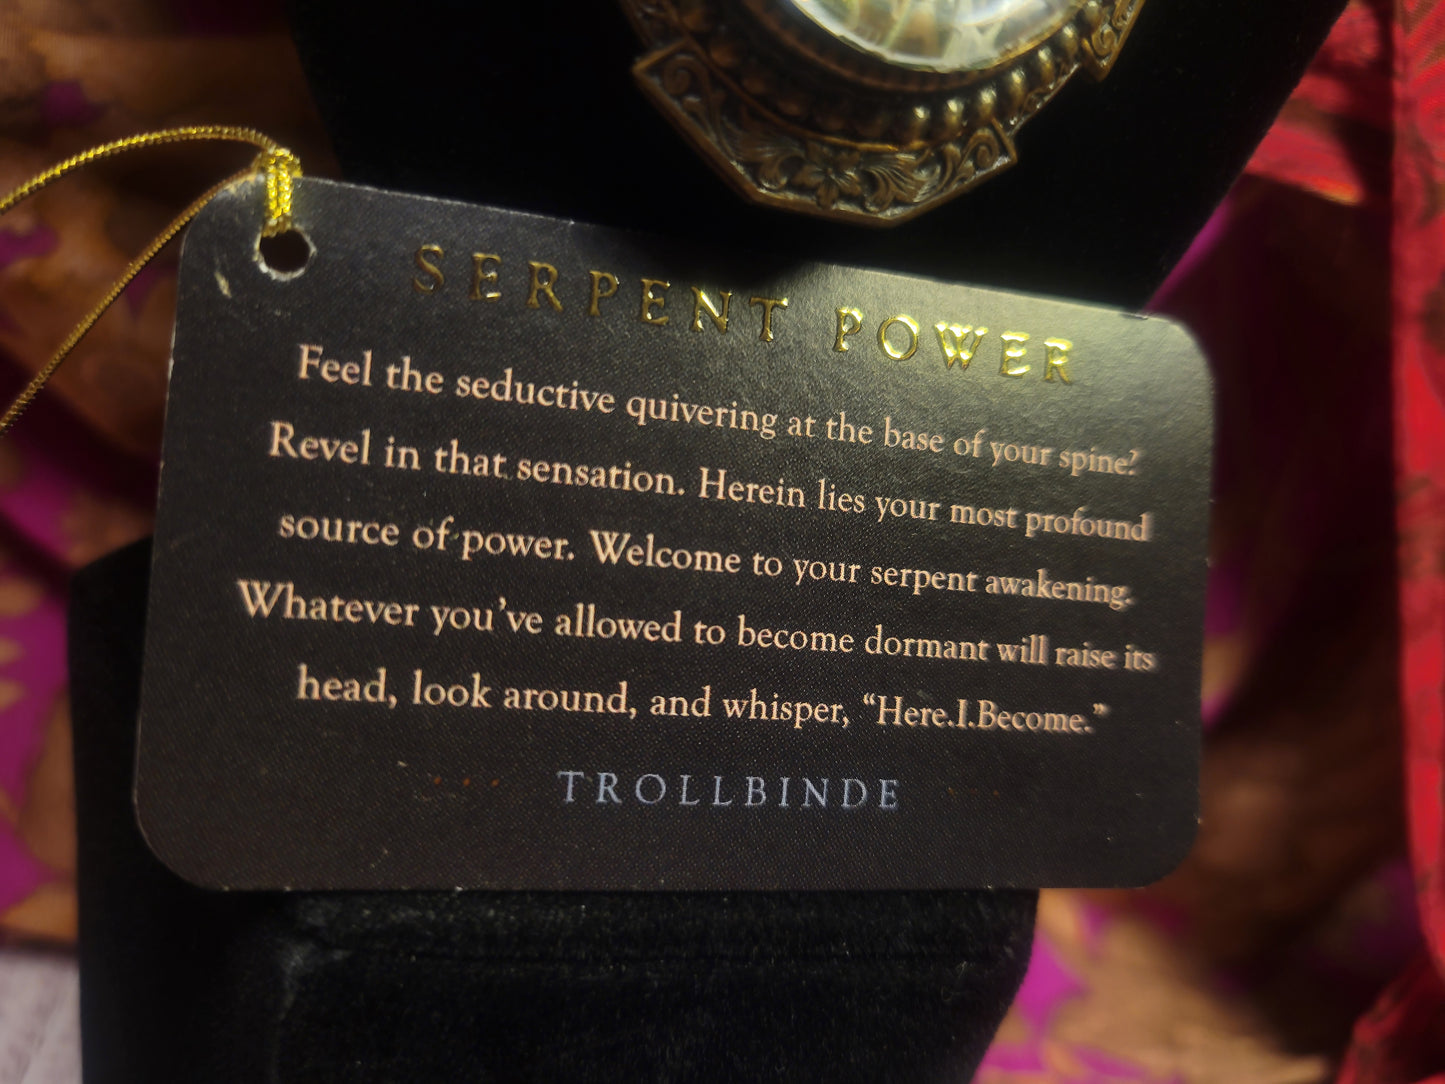 SERPENT POWER
Feel the seductive quivering at the base of your spine?
Revel in that sensation. Herein lies your most profound
source of power. Welcome to your serpent awakening.
Whatever you've allowed to become dormant will raise its
head, look around, and whisper, “Here.I.Become.”
TROLLBINDE